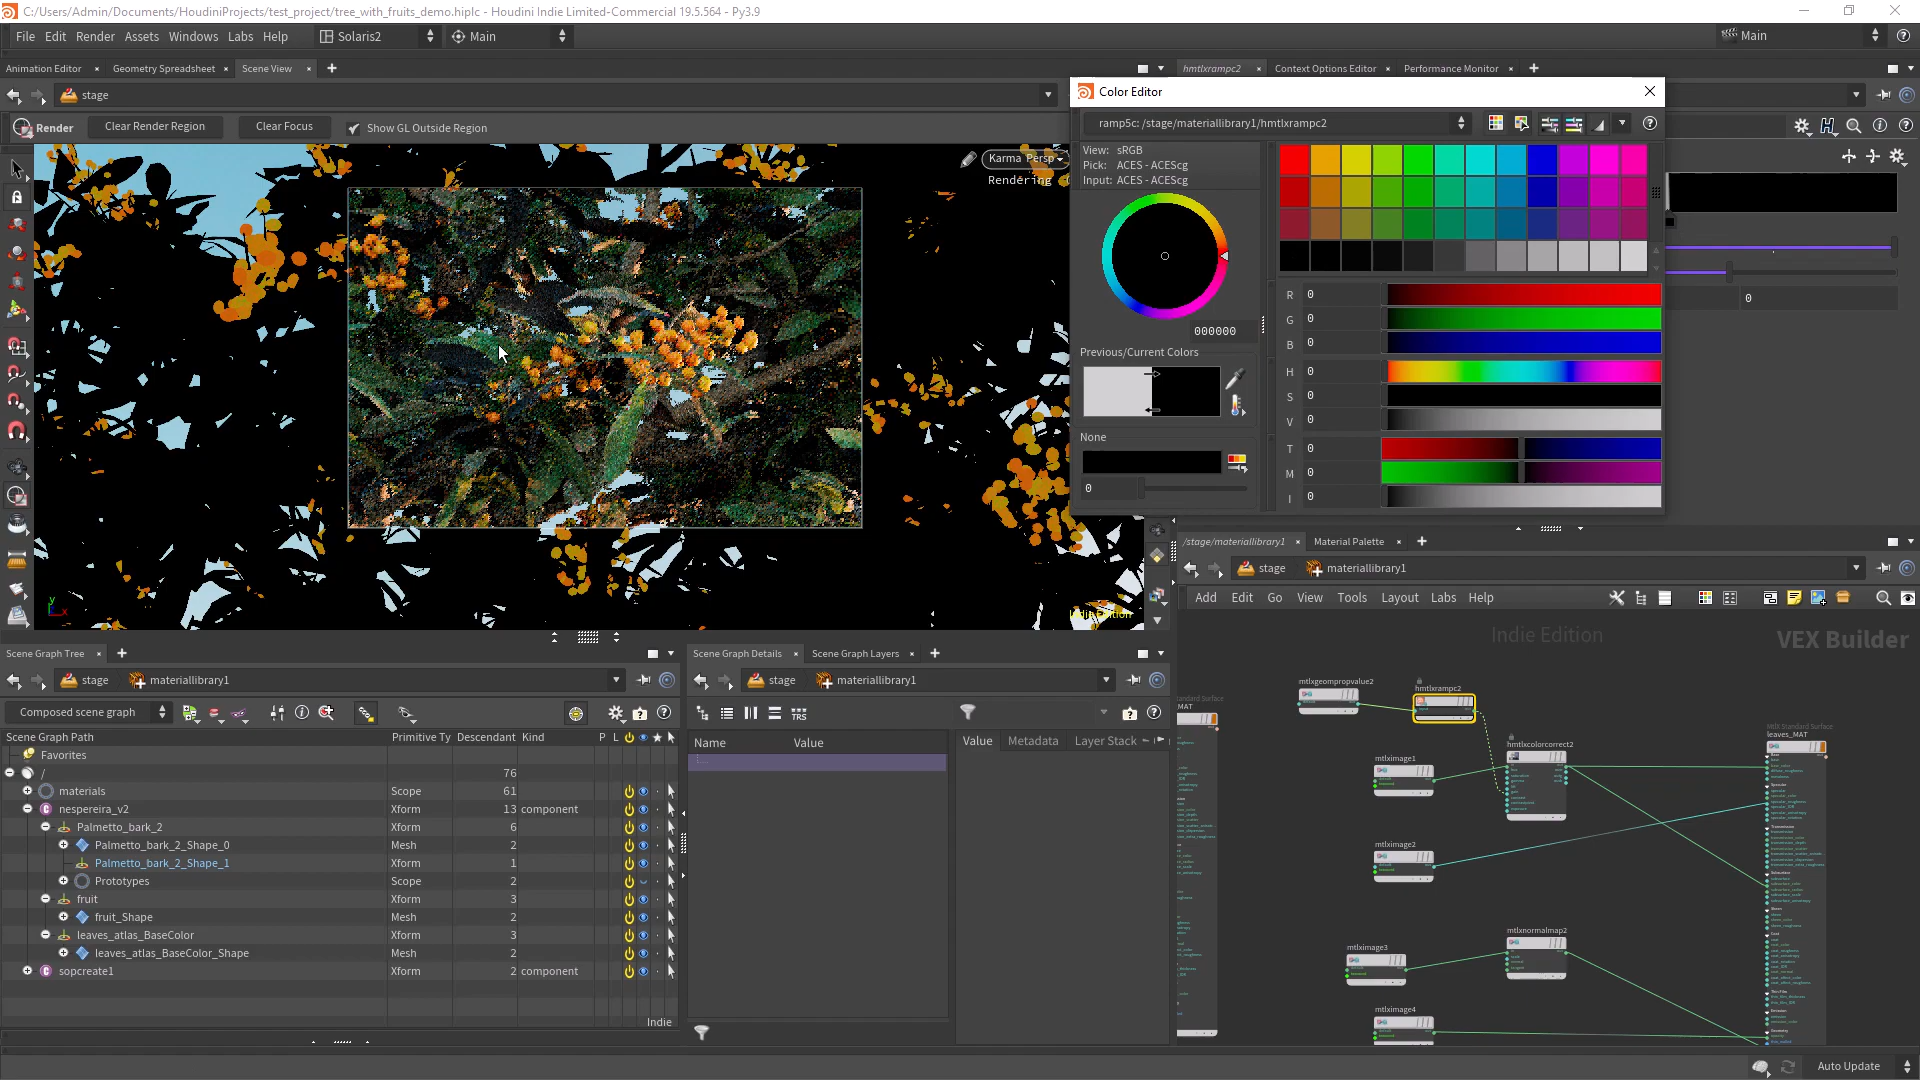 C:/Users/Admin/Documents/HoudiniProjects/test_project/tree_with_fruits_demo.hiplc - Houdini Indie Limited-Commercial 19.5.564 - Py3.9
File Edit Render Assets Windows Labs Help Solaris2 Main Main
Animation Editor Geometry Spreadsheet Scene View
hmtlxrampc2 Context Options Editor Performance Monitor
stage
Color Editor
Render Clear Render Region Clear Focus Show GL Outside Region
ramp5c: /stage/materiallibrary1/hmtlxrampc2
View: sRGB
Pick: ACES - ACEScg
Input: ACES - ACEScg
Karma Persp
Rendering
R 0
G 0
B 0
000000
Previous/Current Colors
H 0
S 0
V 0
None
T 0
M 0
I 0
0
0
Indie Edition
/stage/materiallibrary1 Material Palette
stage materiallibrary1
Add Edit Go View Tools Layout Labs Help
Indie Edition VEX Builder
mtlxgeompropvalue2
hmtlxrampc2
leaves_MAT
hmtlxcolorcorrect2
mtlximage1
mtlximage2
mtlxnormalmap2
mtlximage3
mtlximage4
Scene Graph Tree
stage materiallibrary1
Composed scene graph
Scene Graph Path Primitive Ty Descendant Kind P L
Favorites
/ 76
materials Scope 61
nespereira_v2 Xform 13 component
Palmetto_bark_2 Xform 6
Palmetto_bark_2_Shape_0 Mesh 2
Palmetto_bark_2_Shape_1 Xform 1
Prototypes Scope 2
fruit Xform 3
fruit_Shape Mesh 2
leaves_atlas_BaseColor Xform 3
leaves_atlas_BaseColor_Shape Mesh 2
sopcreate1 Xform 2 component
Indie
Scene Graph Details Scene Graph Layers
stage materiallibrary1
TRS
Name Value
Value Metadata Layer Stack
Auto Update